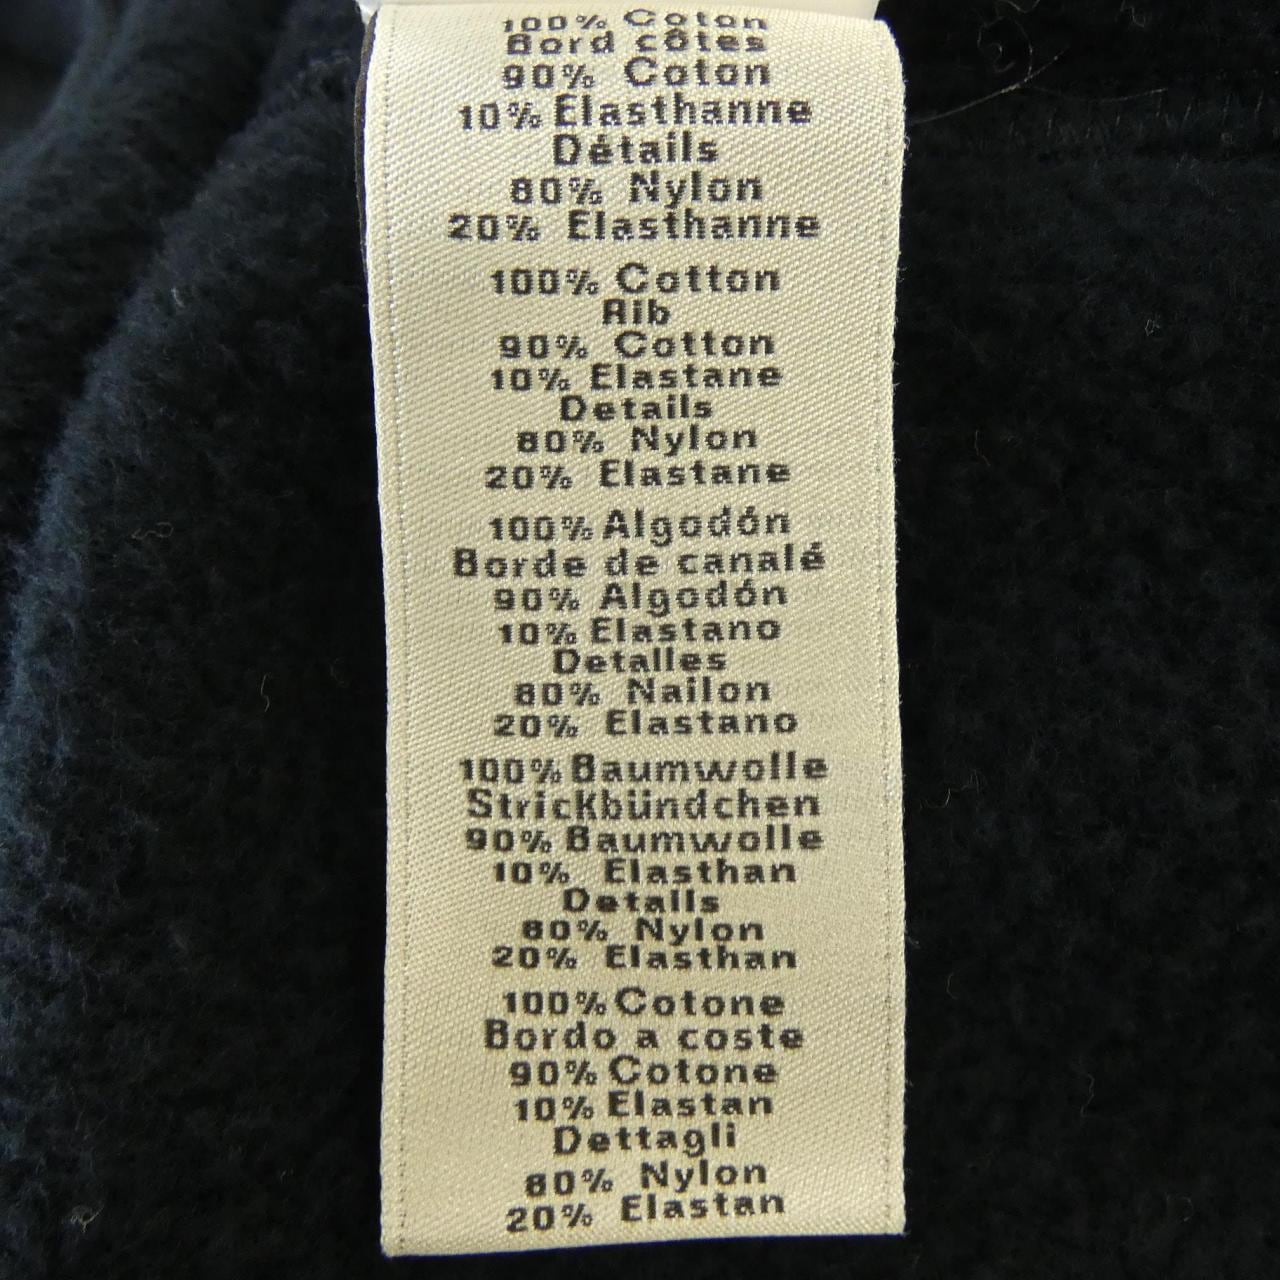 100% Coton
Bord côtes
90% Coton
10% Elasthanne
Détails
80% Nylon
20% Elasthanne
100% Cotton
Rib
90% Cotton
10% Elastane
Details
80% Nylon
20% Elastane
100% Algodón
Borde de canalé
90% Algodón
10% Elastano
Detalles
80% Nailon
20% Elastano
100% Baumwolle
Strickbündchen
90% Baumwolle
10% Elasthan
Details
80% Nylon
20% Elasthan
100% Cotone
Bordo a coste
90% Cotone
10% Elastan
Dettagli
80% Nylon
20% Elastan